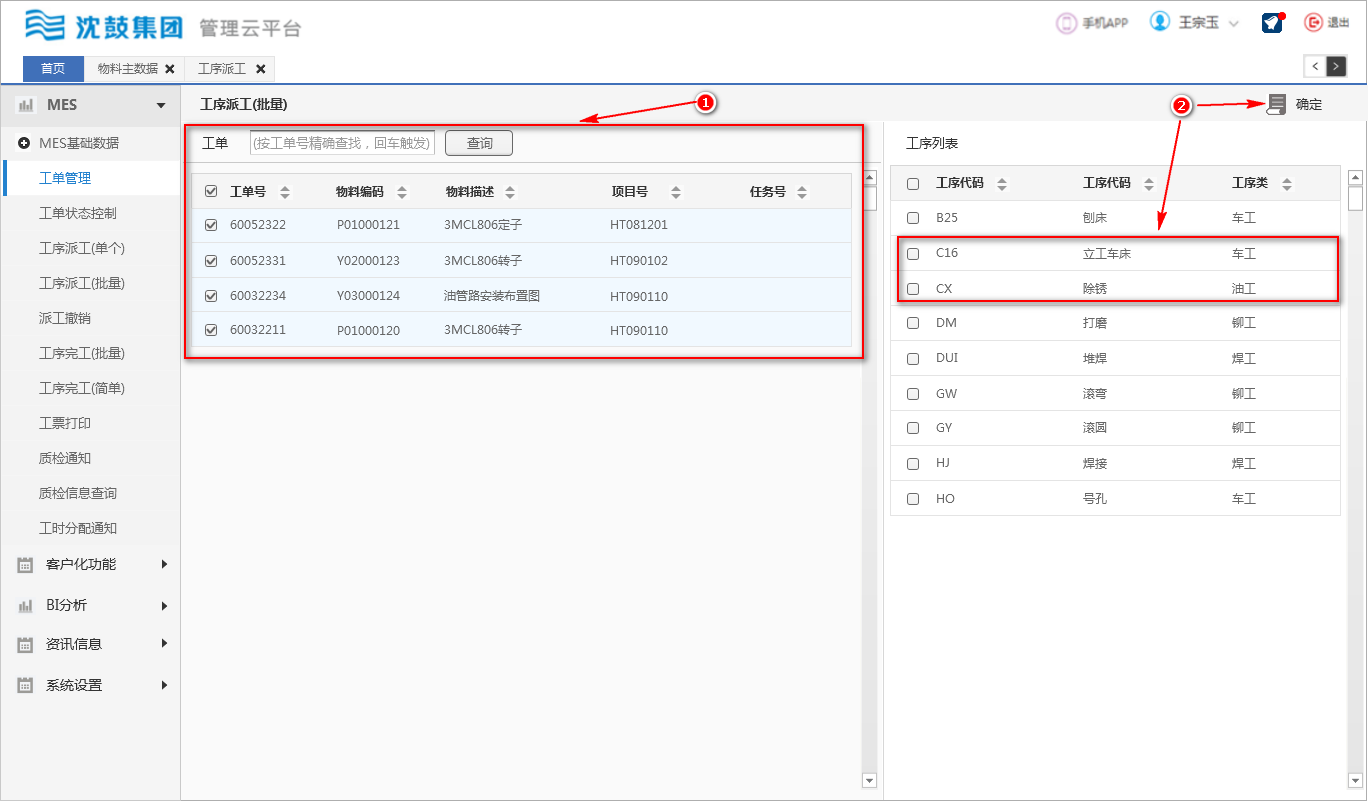 沈鼓集团 管理云平台 手机APP 王宗玉 退出
首页 物料主数据 工序派工
MES
MES基础数据
工单管理
工单状态控制
工序派工(单个)
工序派工(批量)
派工撤销
工序完工(批量)
工序完工(简单)
工票打印
质检通知
质检信息查询
工时分配通知
客户化功能
BI分析
资讯信息
系统设置
工序派工(批量) 1 2 确定
工单 (按工单号精确查找，回车触发) 查询
工单号 物料编码 物料描述 项目号 任务号
60052322 P01000121 3MCL806定子 HT081201
60052331 Y02000123 3MCL806转子 HT090102
60032234 Y03000124 油管路安装布置图 HT090110
60032211 P01000120 3MCL806转子 HT090110
工序列表
工序代码 工序代码 工序类
B25 刨床 车工
C16 立工车床 车工
CX 除锈 油工
DM 打磨 铆工
DUI 堆焊 焊工
GW 滚弯 铆工
GY 滚圆 铆工
HJ 焊接 焊工
HO 号孔 车工